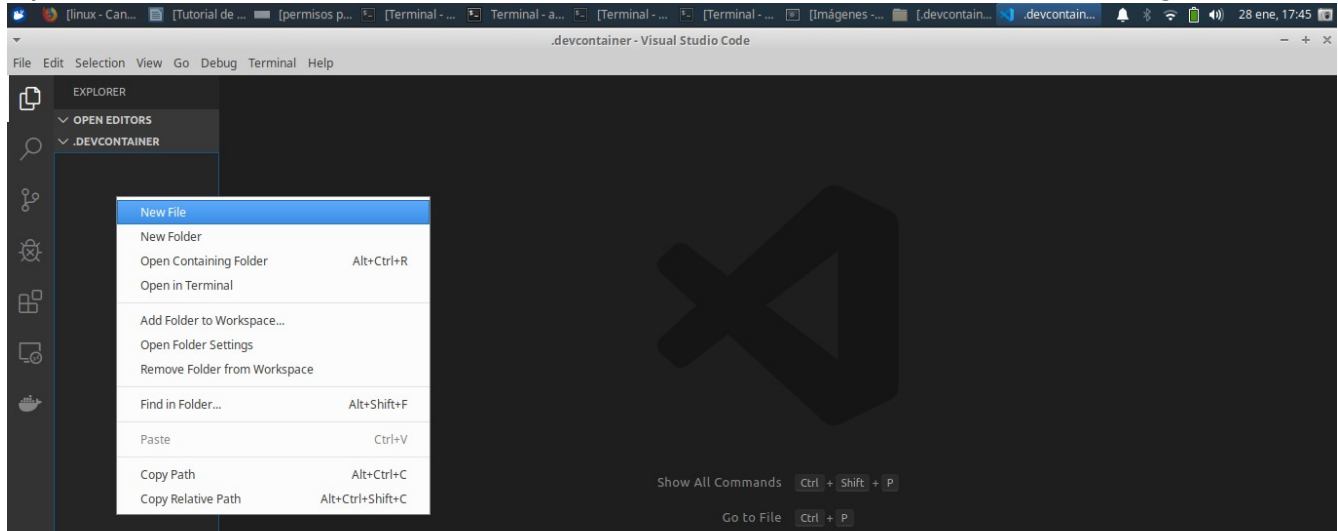 [linux - Can... [Tutorial de ... [permisos p... [Terminal - ... Terminal - a... [Terminal - ... [Terminal - ... [Imágenes -... [.devcontain... .devcontain... 28 ene, 17:45
.devcontainer - Visual Studio Code
File Edit Selection View Go Debug Terminal Help
EXPLORER
OPEN EDITORS
.DEVCONTAINER
New File
New Folder
Open Containing Folder Alt+Ctrl+R
Open in Terminal
Add Folder to Workspace...
Open Folder Settings
Remove Folder from Workspace
Find in Folder... Alt+Shift+F
Paste Ctrl+V
Copy Path Alt+Ctrl+C
Copy Relative Path Alt+Ctrl+Shift+C
Show All Commands Ctrl + Shift + P
Go to File Ctrl + P